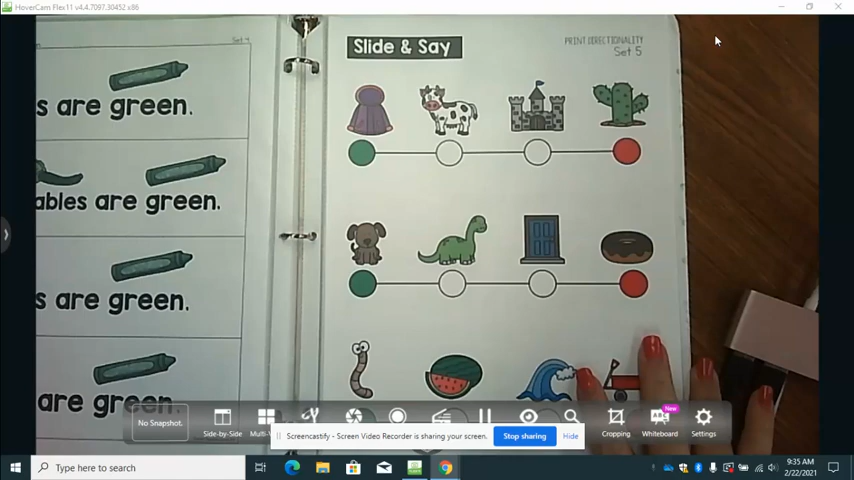 HoverCam Flex11 v4.4.7097.30452 x86
Set 4
s are green.
ables are green.
s are green.
are green.
Slide & Say
PRINT DIRECTIONALITY
Set 5
No Snapshot.
Side-by-Side
Multi-
Cropping
New
ABC
Whiteboard
Settings
Screencastify - Screen Video Recorder is sharing your screen.
Stop sharing
Hide
Type here to search
9:35 AM
2/22/2021